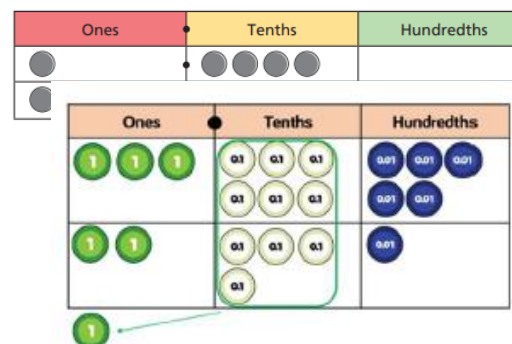 Ones Tenths Hundredths
Ones Tenths Hundredths
1 1 1 0.1 0.1 0.1 0.01 0.01 0.01
0.1 0.1 0.1 0.01 0.01
1 1 0.1 0.1 0.1 0.01
0.1
1